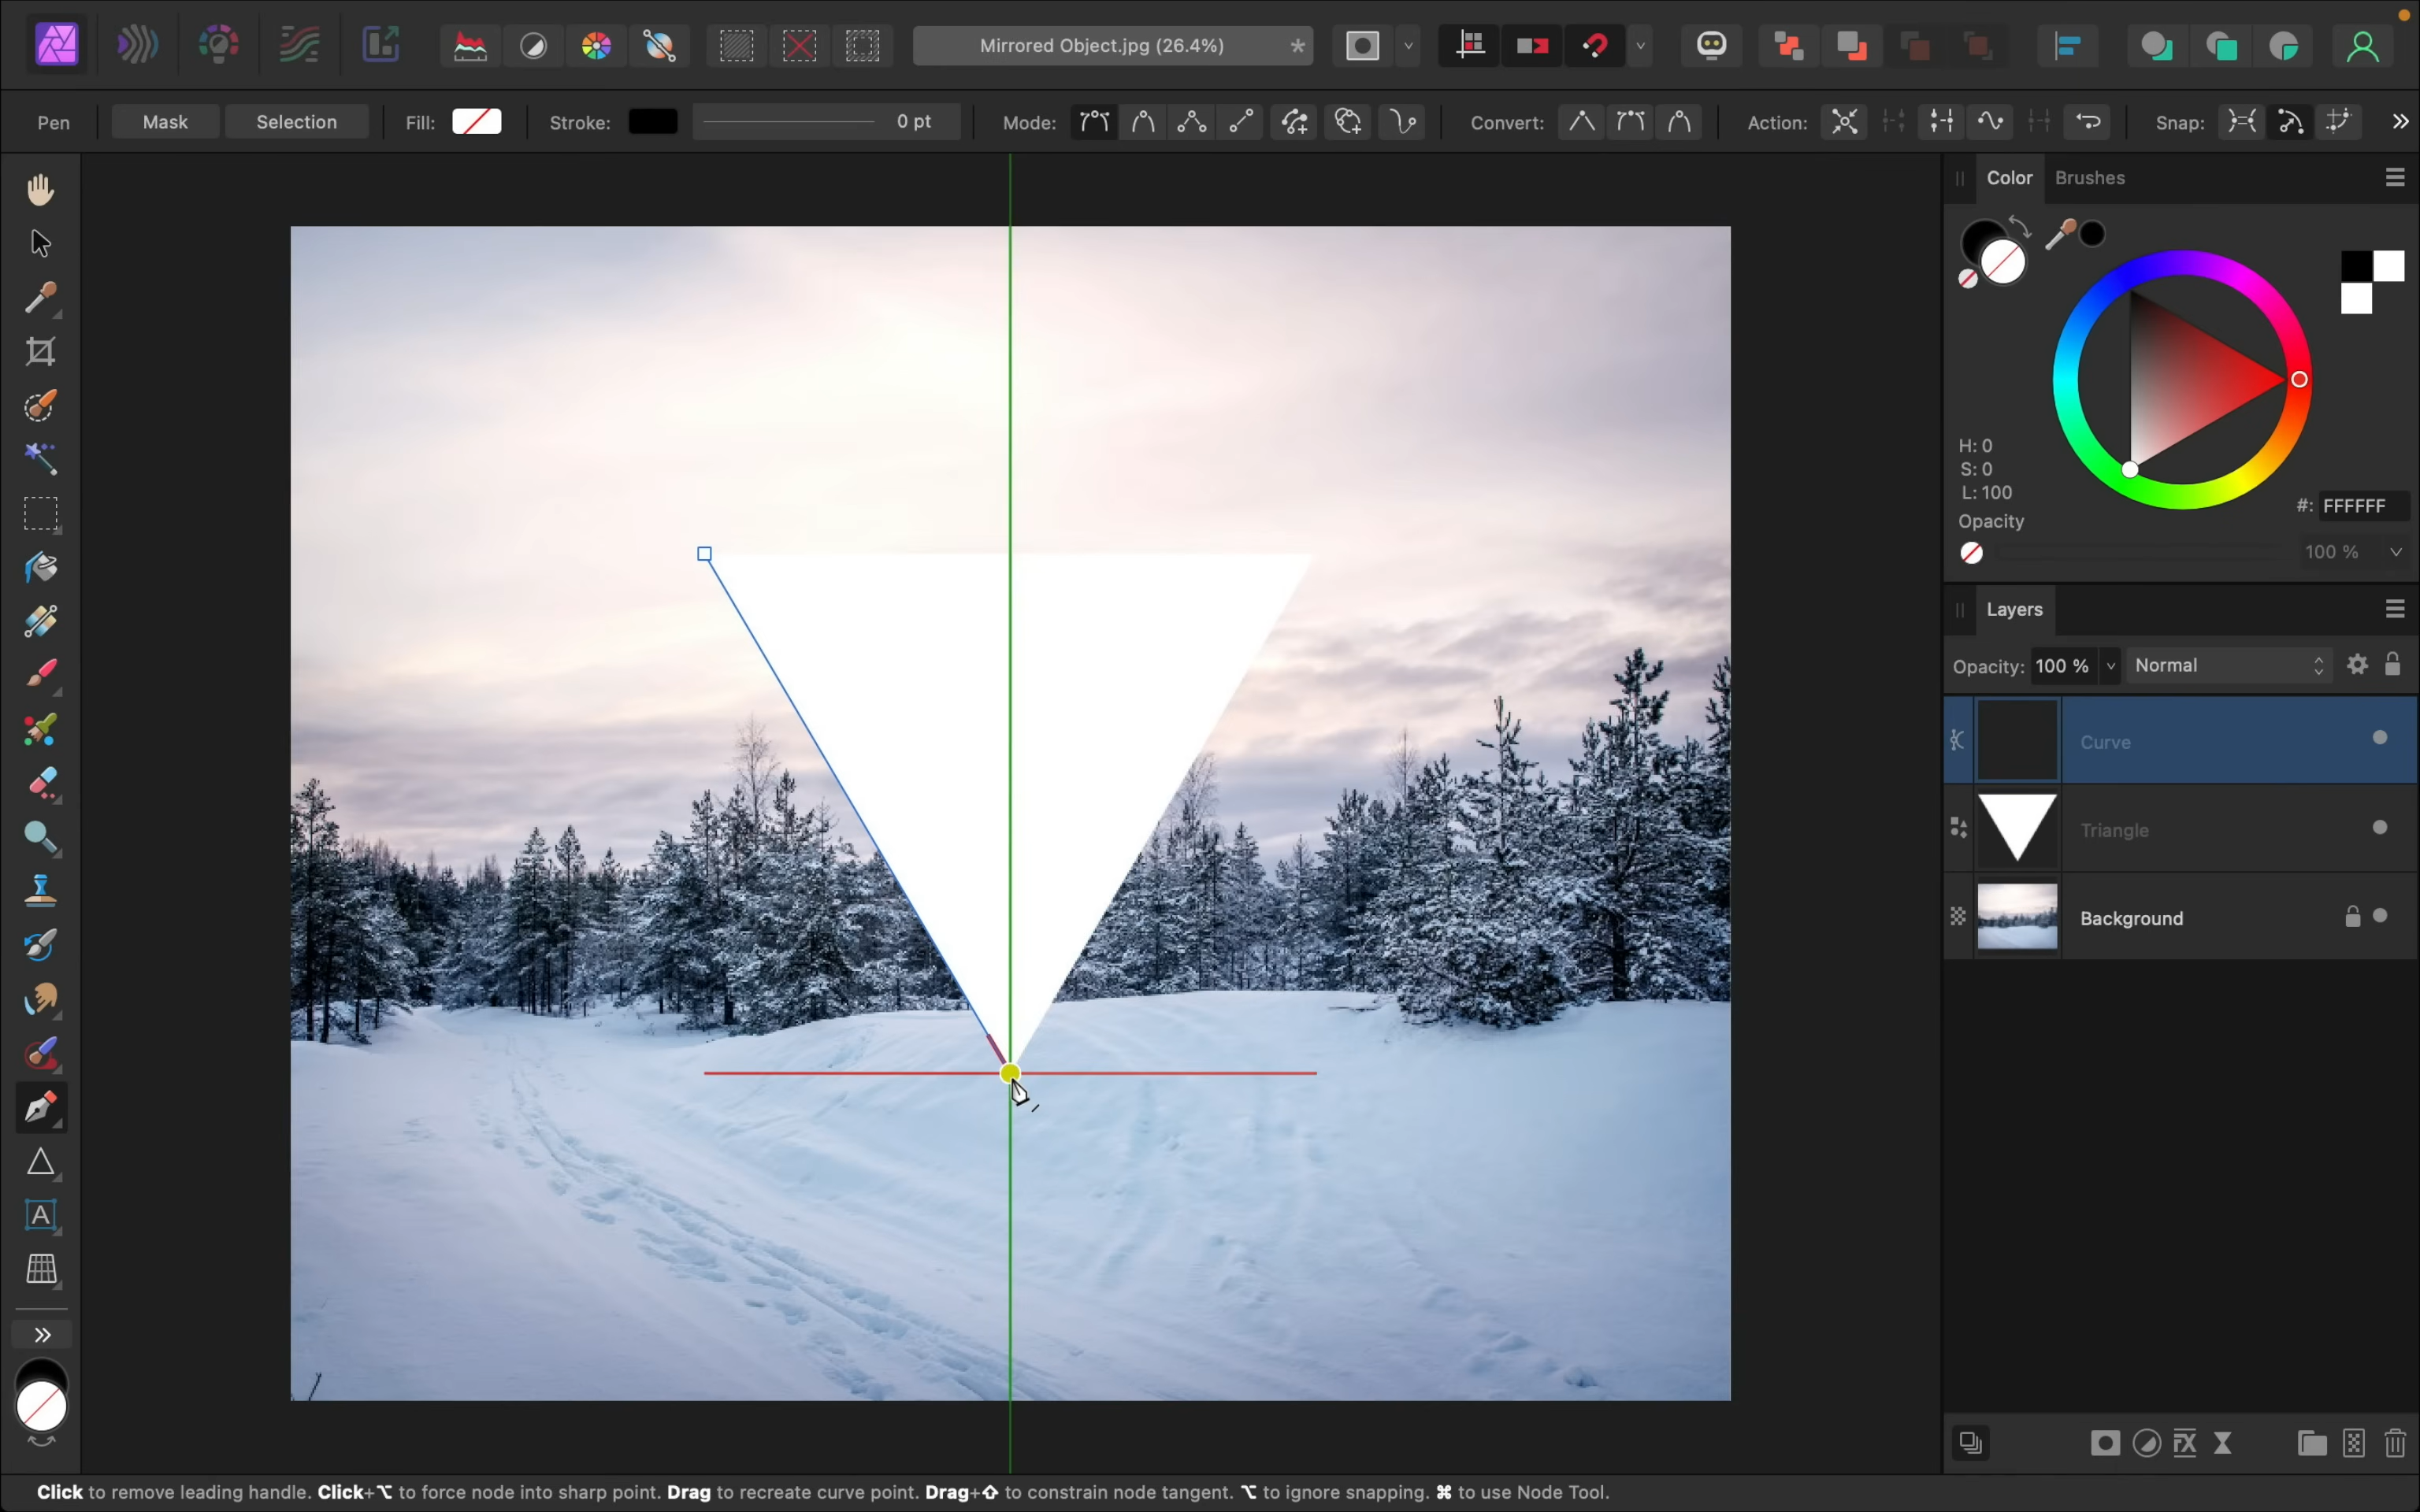 Mirrored Object.jpg (26.4%) *
Pen Mask Selection Fill: Stroke: 0 pt Mode: Convert: Action: Snap:
Color Brushes
H: 0
S: 0
L: 100
#: FFFFFF
Opacity
100 %
Layers
Opacity: 100 % Normal
Curve
Triangle
Background
A
FX
Click to remove leading handle. Click+⌥ to force node into sharp point. Drag to recreate curve point. Drag+⇧ to constrain node tangent. ⌥ to ignore snapping. ⌘ to use Node Tool.